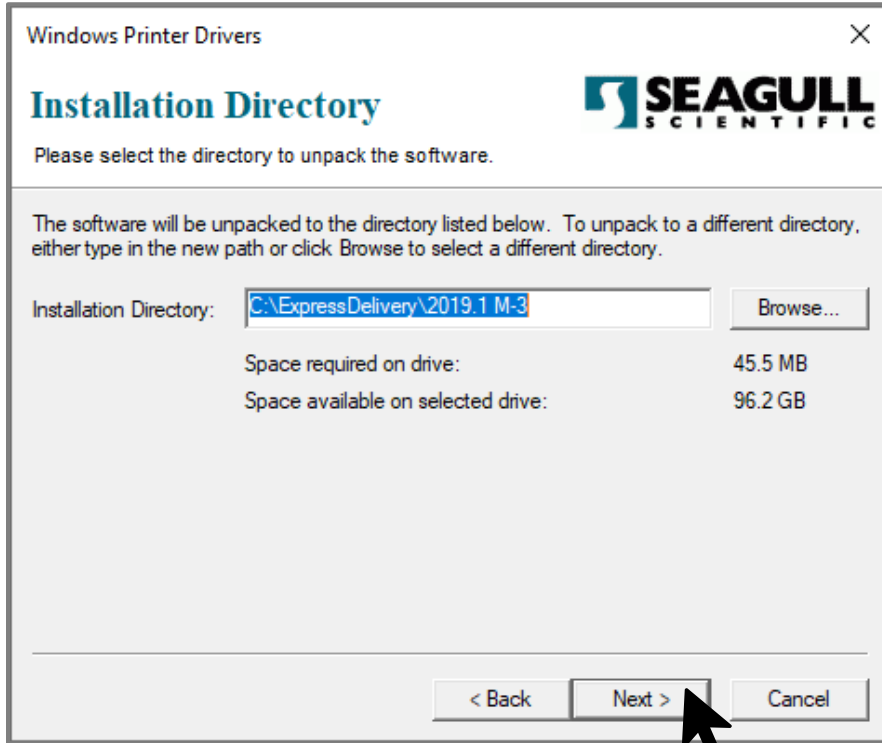 Windows Printer Drivers
Installation Directory
SEAGULL
SCIENTIFIC
Please select the directory to unpack the software.
The software will be unpacked to the directory listed below.  To unpack to a different directory,
either type in the new path or click Browse to select a different directory.
Installation Directory: C:\ExpressDelivery\2019.1 M-3 Browse...
Space required on drive: 45.5 MB
Space available on selected drive: 96.2 GB
< Back Next > Cancel